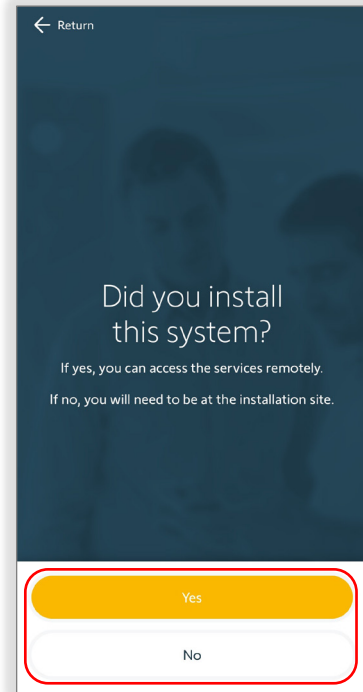 Return
Did you install
this system?
If yes, you can access the services remotely.
If no, you will need to be at the installation site.
Yes
No